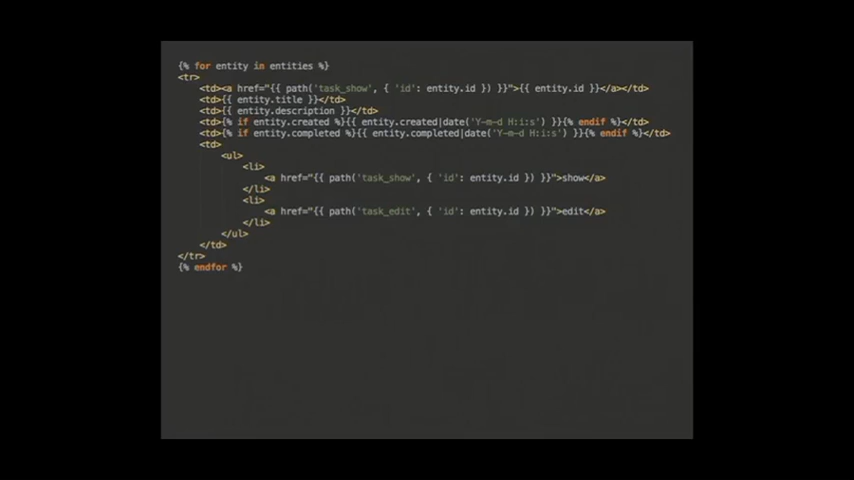 {% for entity in entities %}
<tr>
<td><a href="{{ path('task_show', { 'id': entity.id }) }}">{{ entity.id }}</a></td>
<td>{{ entity.title }}</td>
<td>{{ entity.description }}</td>
<td>{% if entity.created %}{{ entity.created|date('Y-m-d H:i:s') }}{% endif %}</td>
<td>{% if entity.completed %}{{ entity.completed|date('Y-m-d H:i:s') }}{% endif %}</td>
<td>
<ul>
<li>
<a href="{{ path('task_show', { 'id': entity.id }) }}">show</a>
</li>
<li>
<a href="{{ path('task_edit', { 'id': entity.id }) }}">edit</a>
</li>
</ul>
</td>
</tr>
{% endfor %}